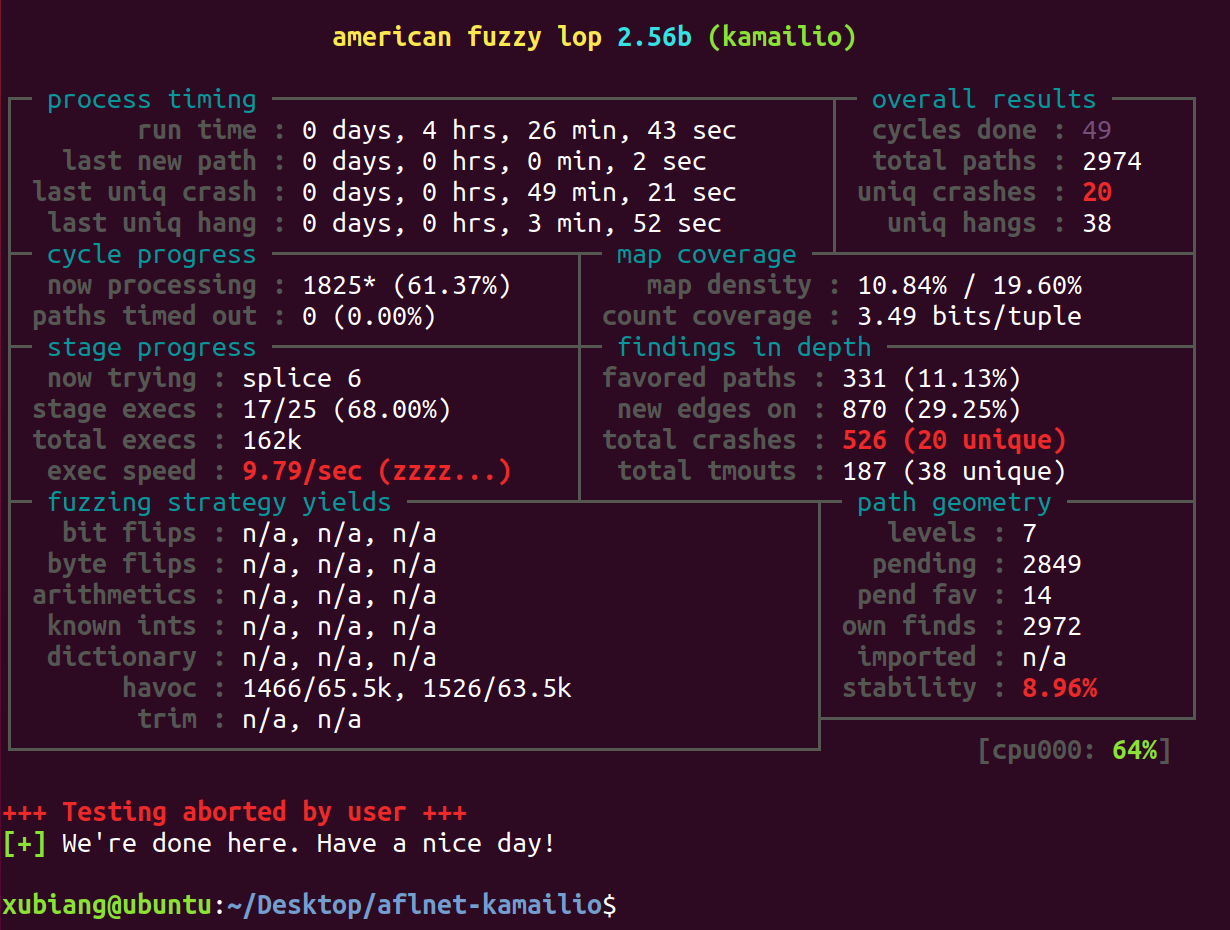 american fuzzy lop 2.56b (kamailio)
process timing overall results
run time : 0 days, 4 hrs, 26 min, 43 sec cycles done : 49
last new path : 0 days, 0 hrs, 0 min, 2 sec total paths : 2974
last uniq crash : 0 days, 0 hrs, 49 min, 21 sec uniq crashes : 20
last uniq hang : 0 days, 0 hrs, 3 min, 52 sec uniq hangs : 38
cycle progress map coverage
now processing : 1825* (61.37%) map density : 10.84% / 19.60%
paths timed out : 0 (0.00%) count coverage : 3.49 bits/tuple
stage progress findings in depth
now trying : splice 6 favored paths : 331 (11.13%)
stage execs : 17/25 (68.00%) new edges on : 870 (29.25%)
total execs : 162k total crashes : 526 (20 unique)
exec speed : 9.79/sec (zzzz...) total tmouts : 187 (38 unique)
fuzzing strategy yields path geometry
bit flips : n/a, n/a, n/a levels : 7
byte flips : n/a, n/a, n/a pending : 2849
arithmetics : n/a, n/a, n/a pend fav : 14
known ints : n/a, n/a, n/a own finds : 2972
dictionary : n/a, n/a, n/a imported : n/a
havoc : 1466/65.5k, 1526/63.5k stability : 8.96%
trim : n/a, n/a
[cpu000: 64%]
+++ Testing aborted by user +++
[+] We're done here. Have a nice day!
xubiang@ubuntu:~/Desktop/aflnet-kamailio$